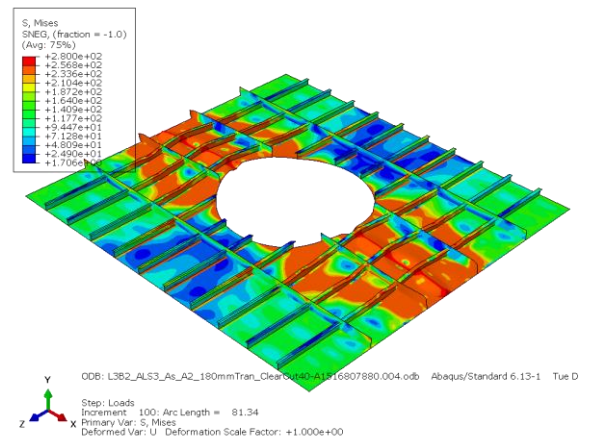 S, Mises
SNEG, (fraction = -1.0)
(Avg: 75%)
+2.800e+02
+2.568e+02
+2.336e+02
+2.104e+02
+1.872e+02
+1.640e+02
+1.409e+02
+1.177e+02
+9.447e+01
+7.128e+01
+4.809e+01
+2.490e+01
+1.706e+00
ODB: L3B2_ALS3_As_A2_180mmTran_ClearCut40-A1516807880.004.odb Abaqus/Standard 6.13-1 Tue D
Y
Z
X
Step: Loads
Increment 100: Arc Length = 81.34
Primary Var: S, Mises
Deformed Var: U Deformation Scale Factor: +1.000e+00